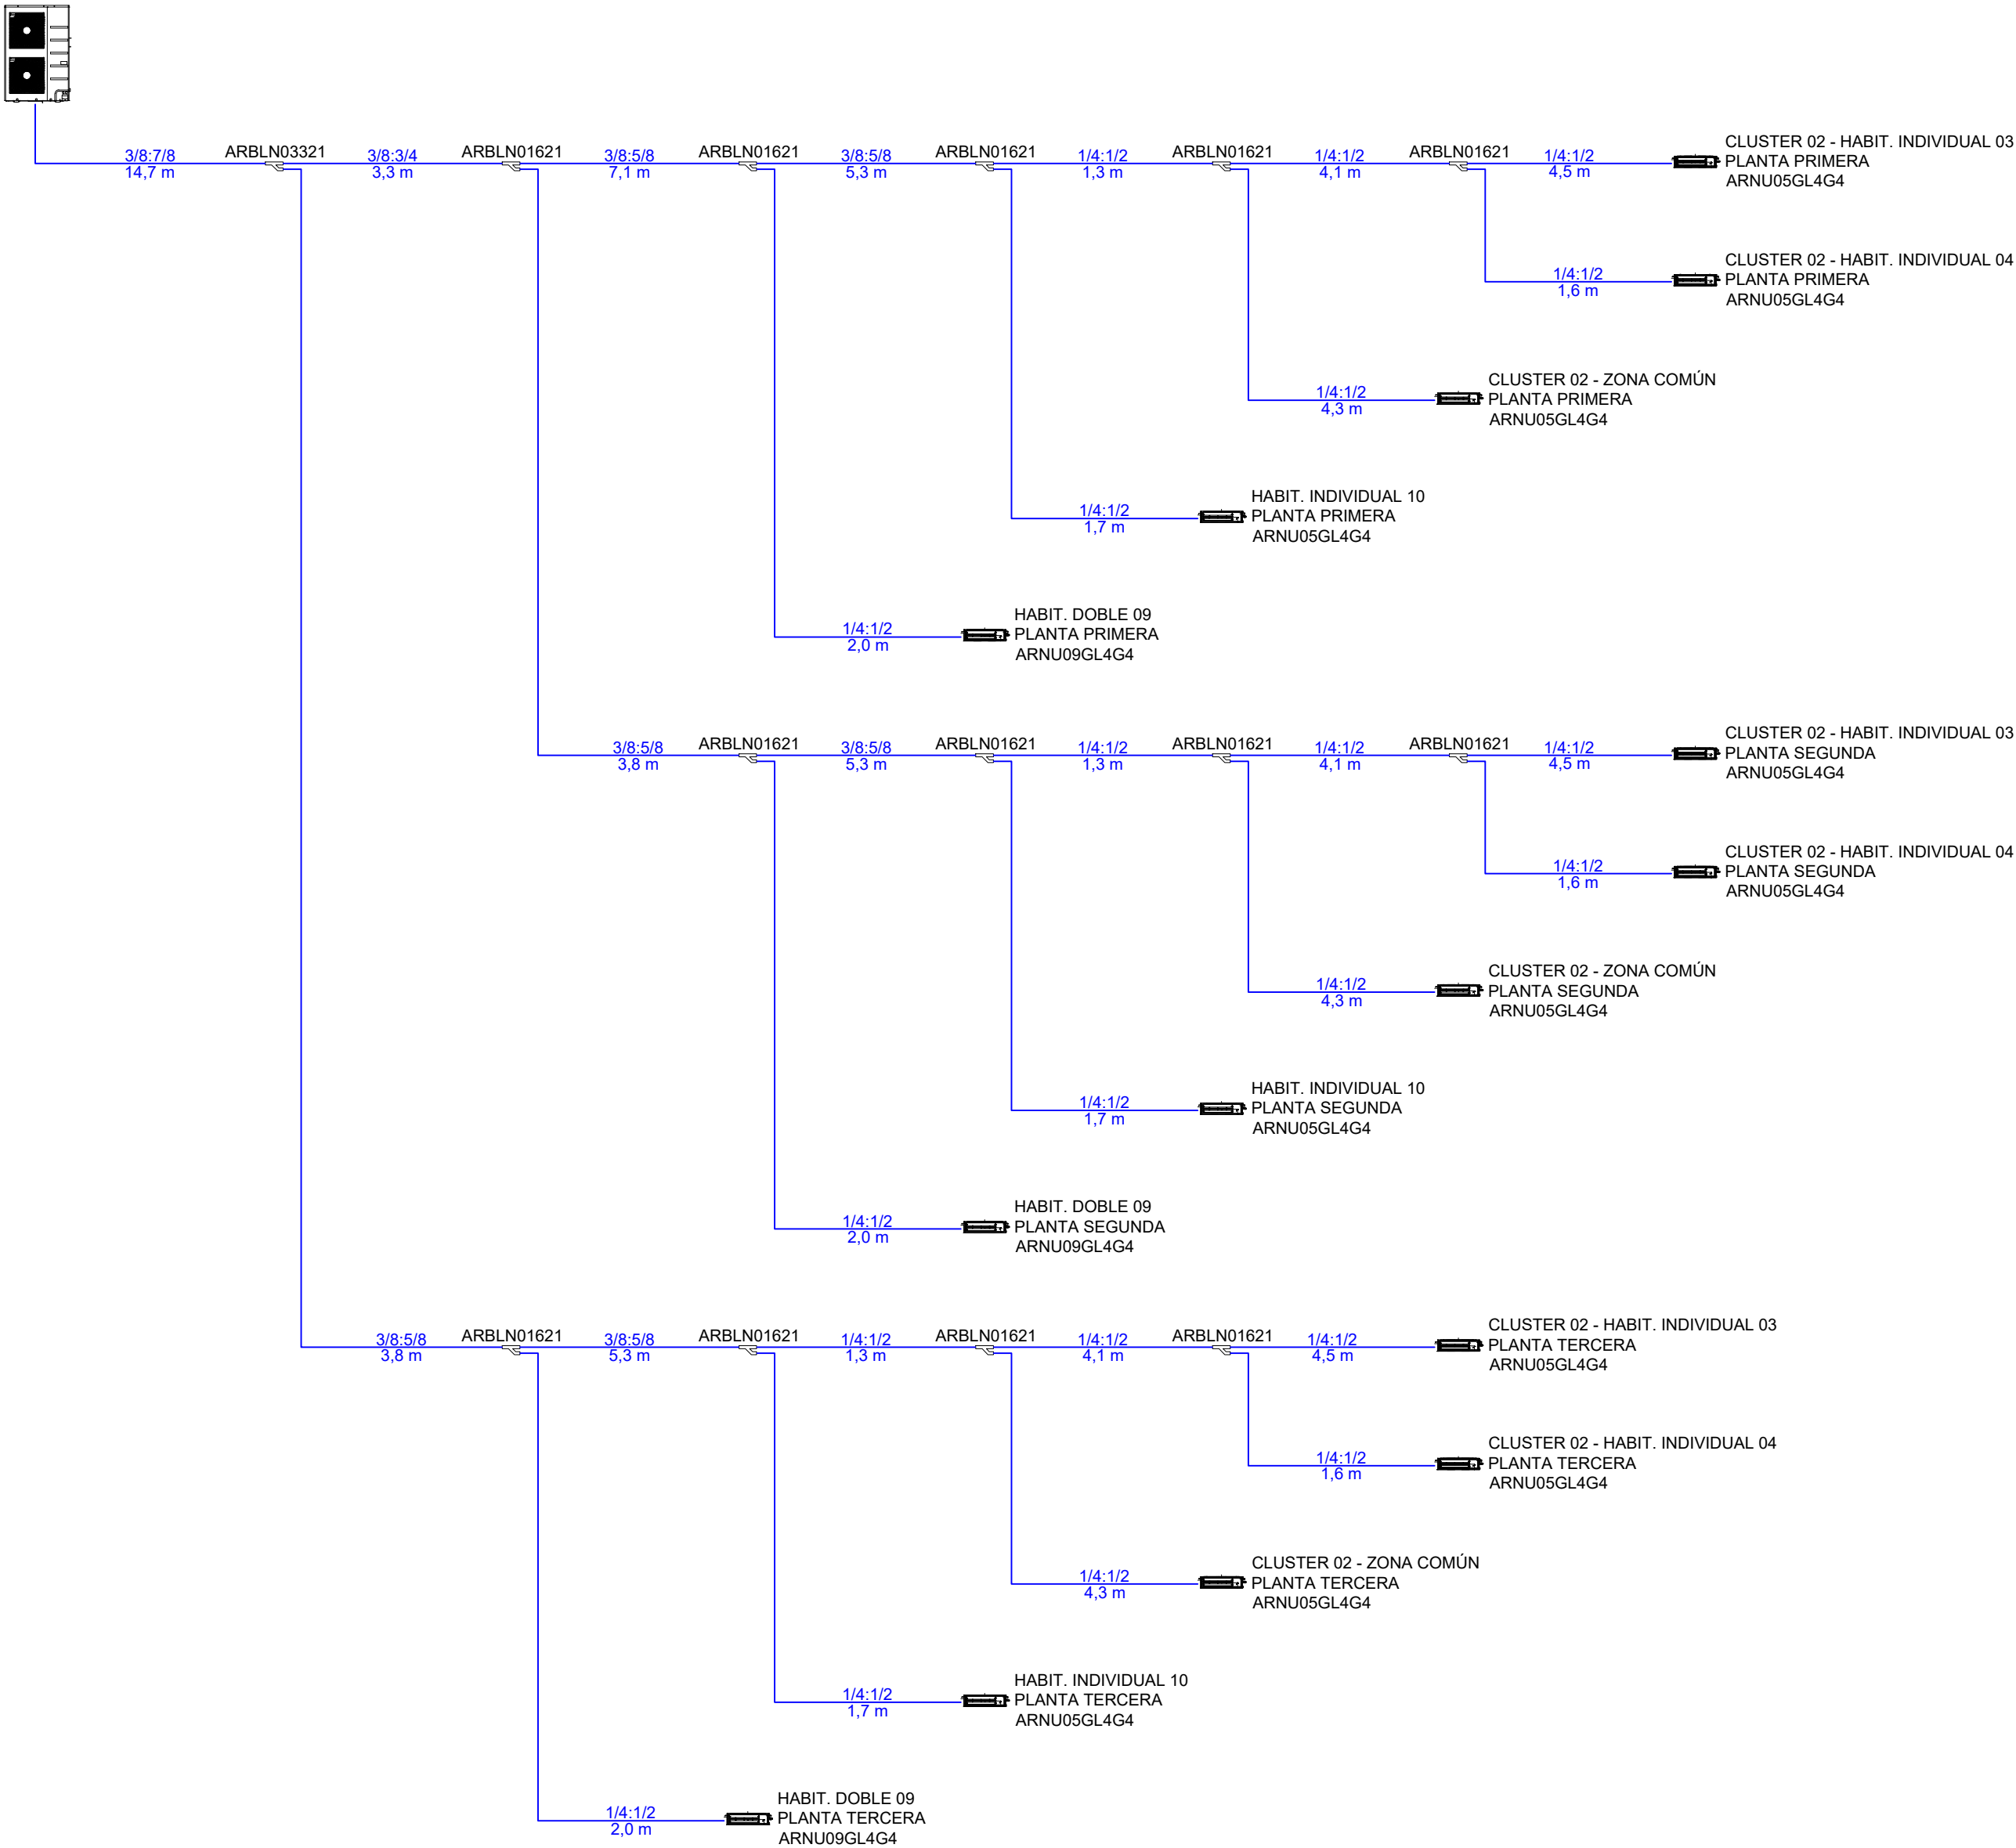 3/8:7/8
14,7 m
ARBLN03321
3/8:3/4
3,3 m
ARBLN01621
3/8:5/8
7,1 m
ARBLN01621
3/8:5/8
5,3 m
ARBLN01621
1/4:1/2
1,3 m
ARBLN01621
1/4:1/2
4,1 m
ARBLN01621
1/4:1/2
4,5 m
CLUSTER 02 - HABIT. INDIVIDUAL 03
PLANTA PRIMERA
ARNU05GL4G4
1/4:1/2
1,6 m
CLUSTER 02 - HABIT. INDIVIDUAL 04
PLANTA PRIMERA
ARNU05GL4G4
1/4:1/2
4,3 m
CLUSTER 02 - ZONA COMÚN
PLANTA PRIMERA
ARNU05GL4G4
1/4:1/2
1,7 m
HABIT. INDIVIDUAL 10
PLANTA PRIMERA
ARNU05GL4G4
1/4:1/2
2,0 m
HABIT. DOBLE 09
PLANTA PRIMERA
ARNU09GL4G4
3/8:5/8
3,8 m
ARBLN01621
3/8:5/8
5,3 m
ARBLN01621
1/4:1/2
1,3 m
ARBLN01621
1/4:1/2
4,1 m
ARBLN01621
1/4:1/2
4,5 m
CLUSTER 02 - HABIT. INDIVIDUAL 03
PLANTA SEGUNDA
ARNU05GL4G4
1/4:1/2
1,6 m
CLUSTER 02 - HABIT. INDIVIDUAL 04
PLANTA SEGUNDA
ARNU05GL4G4
1/4:1/2
4,3 m
CLUSTER 02 - ZONA COMÚN
PLANTA SEGUNDA
ARNU05GL4G4
1/4:1/2
1,7 m
HABIT. INDIVIDUAL 10
PLANTA SEGUNDA
ARNU05GL4G4
1/4:1/2
2,0 m
HABIT. DOBLE 09
PLANTA SEGUNDA
ARNU09GL4G4
3/8:5/8
3,8 m
ARBLN01621
3/8:5/8
5,3 m
ARBLN01621
1/4:1/2
1,3 m
ARBLN01621
1/4:1/2
4,1 m
ARBLN01621
1/4:1/2
4,5 m
CLUSTER 02 - HABIT. INDIVIDUAL 03
PLANTA TERCERA
ARNU05GL4G4
1/4:1/2
1,6 m
CLUSTER 02 - HABIT. INDIVIDUAL 04
PLANTA TERCERA
ARNU05GL4G4
1/4:1/2
4,3 m
CLUSTER 02 - ZONA COMÚN
PLANTA TERCERA
ARNU05GL4G4
1/4:1/2
1,7 m
HABIT. INDIVIDUAL 10
PLANTA TERCERA
ARNU05GL4G4
1/4:1/2
2,0 m
HABIT. DOBLE 09
PLANTA TERCERA
ARNU09GL4G4